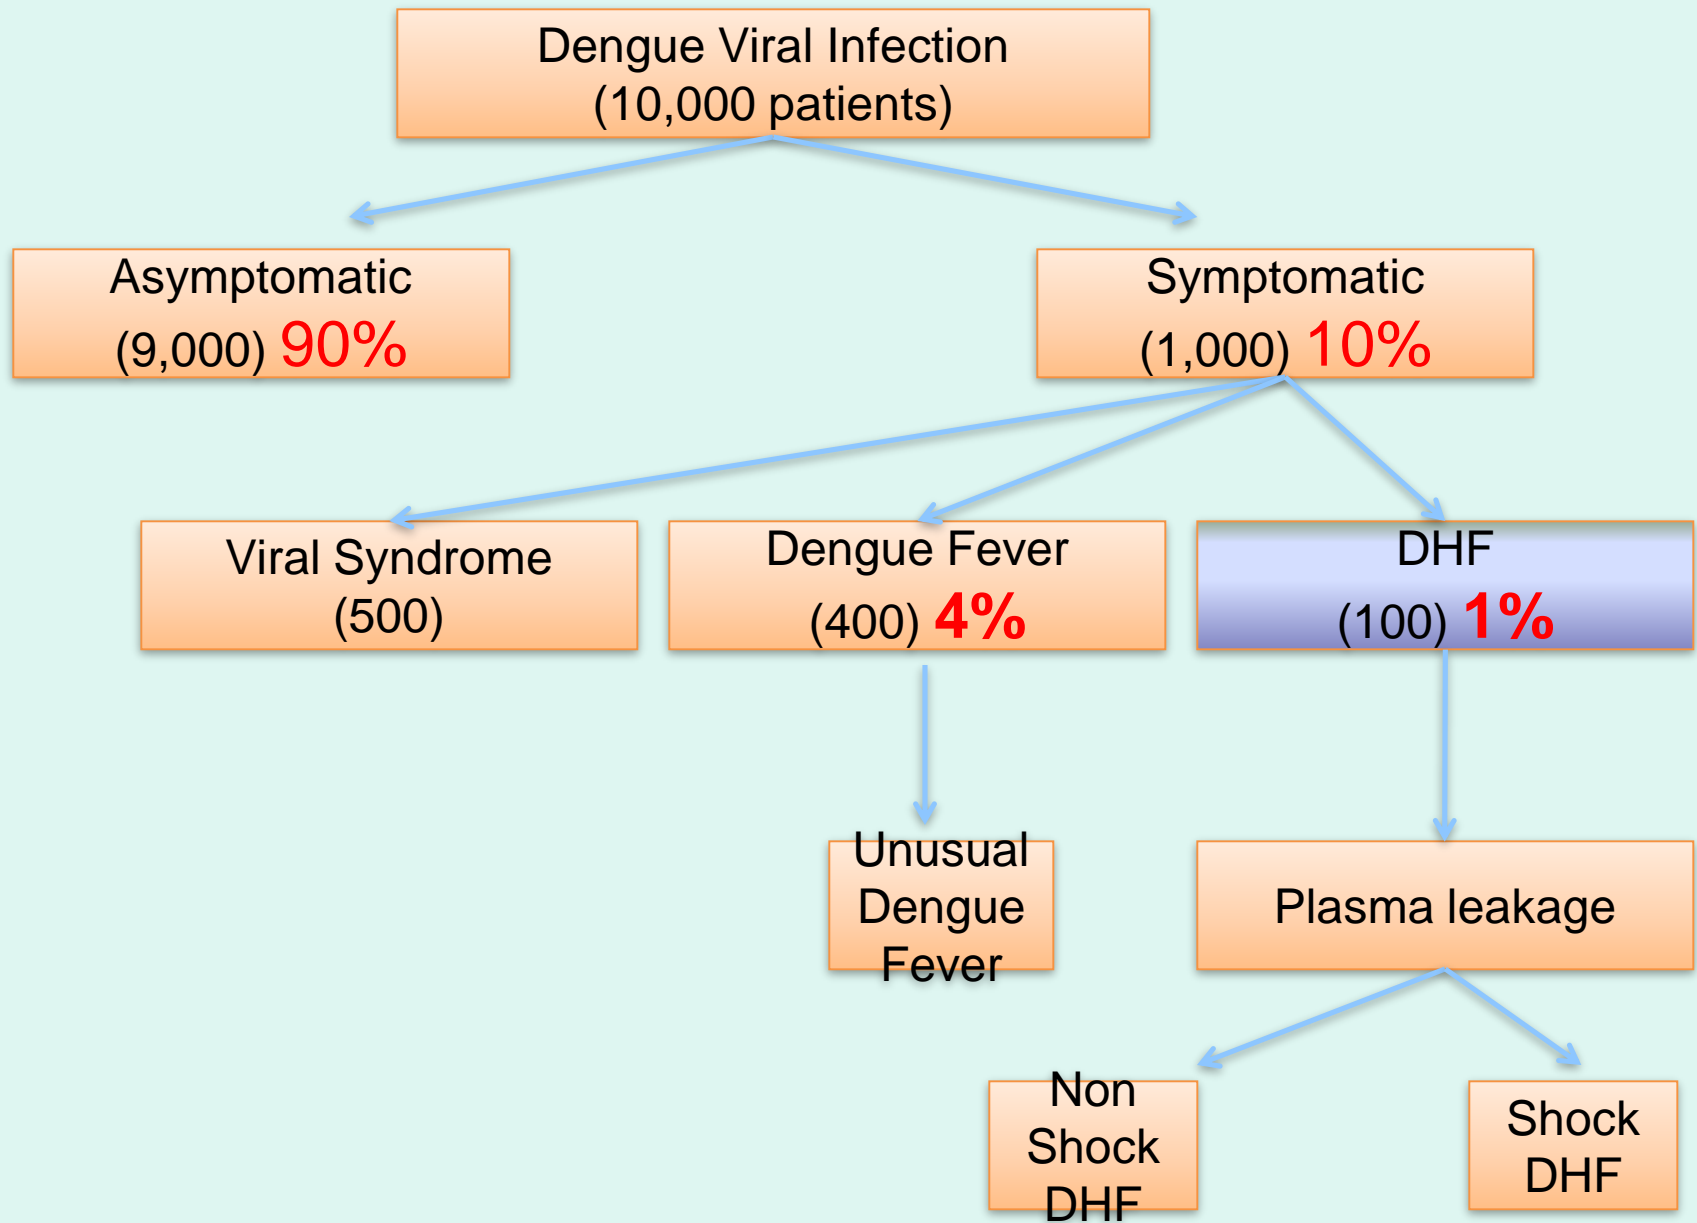 Dengue Viral Infection
(10,000 patients)
Asymptomatic
(9,000) 90%
Symptomatic
(1,000) 10%
Viral Syndrome
(500)
Dengue Fever
(400) 4%
DHF
(100) 1%
Unusual
Dengue
Fever
Plasma leakage
Non
Shock
DHF
Shock
DHF